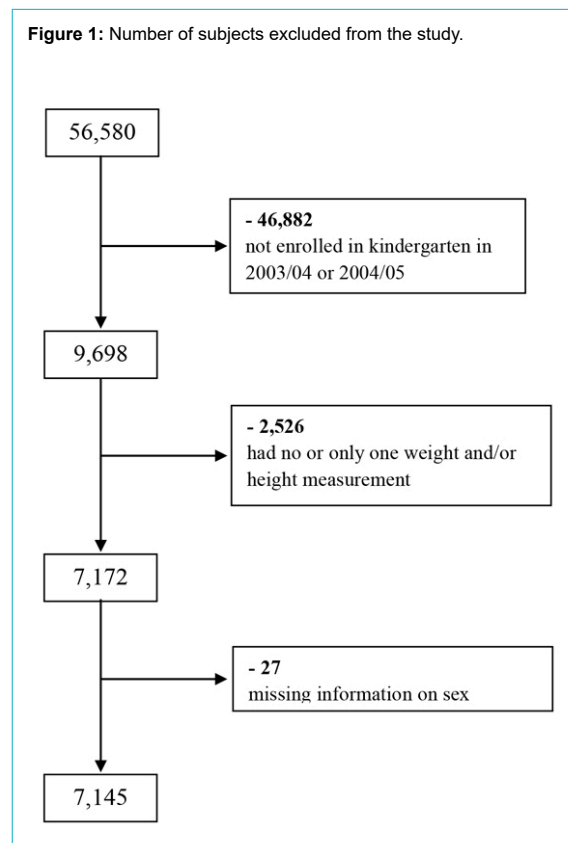 Figure 1: Number of subjects excluded from the study.
56,580
- 46,882
not enrolled in kindergarten in
2003/04 or 2004/05
9,698
- 2,526
had no or only one weight and/or
height measurement
7,172
- 27
missing information on sex
7,145